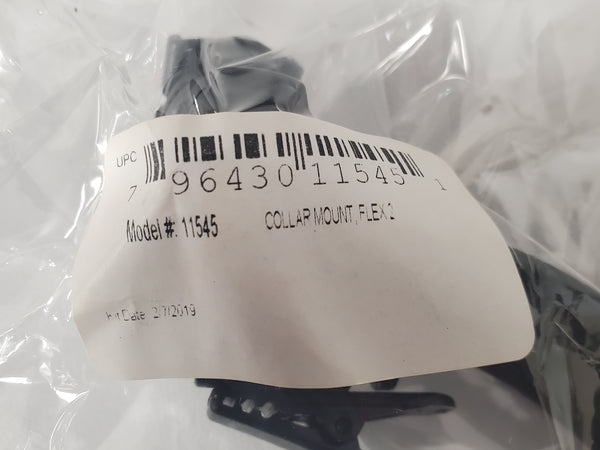 UPC
7 96430 11545 1
Model #: 11545 COLLAR MOUNT, FLEX 2
Date 2/7/2019